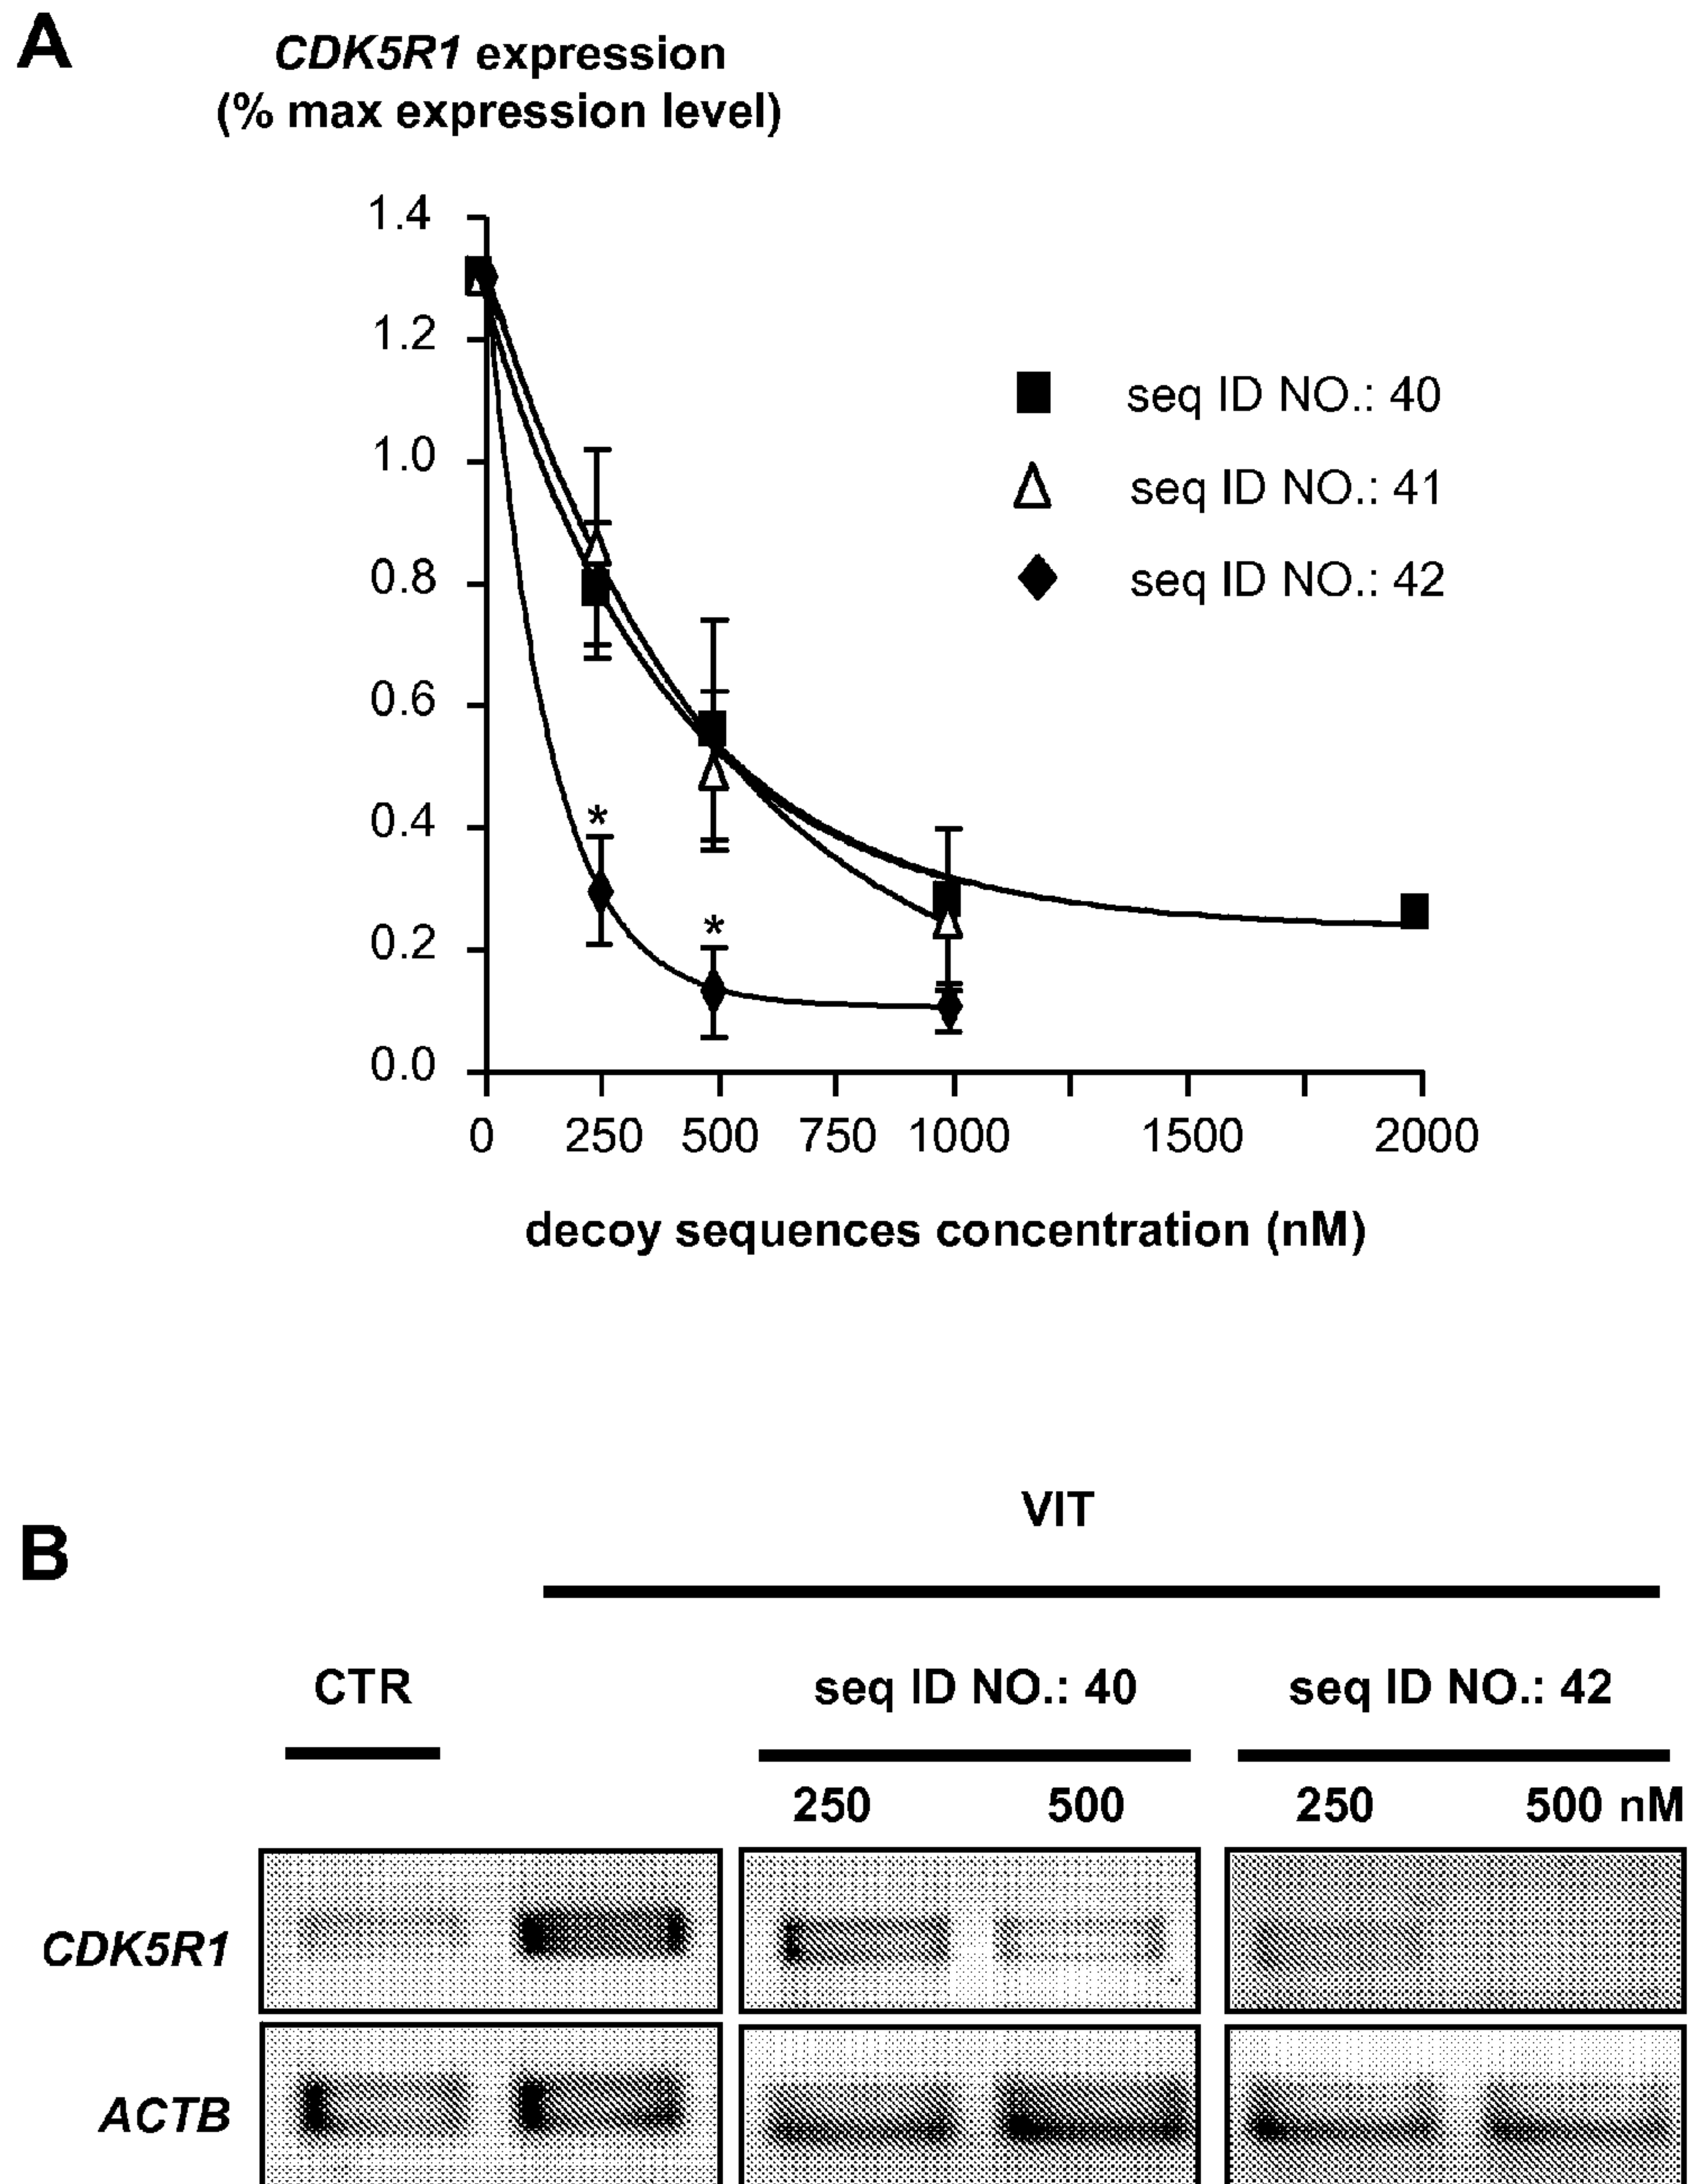 A
CDK5R1 expression
(% max expression level)
1.4
1.2
1.0
0.8
0.6
0.4
0.2
0.0
*
*
seq ID NO.: 40
seq ID NO.: 41
seq ID NO.: 42
0 250 500 750 1000 1500 2000
decoy sequences concentration (nM)
B
VIT
CTR seq ID NO.: 40 seq ID NO.: 42
250 500 250 500 nM
CDK5R1
ACTB